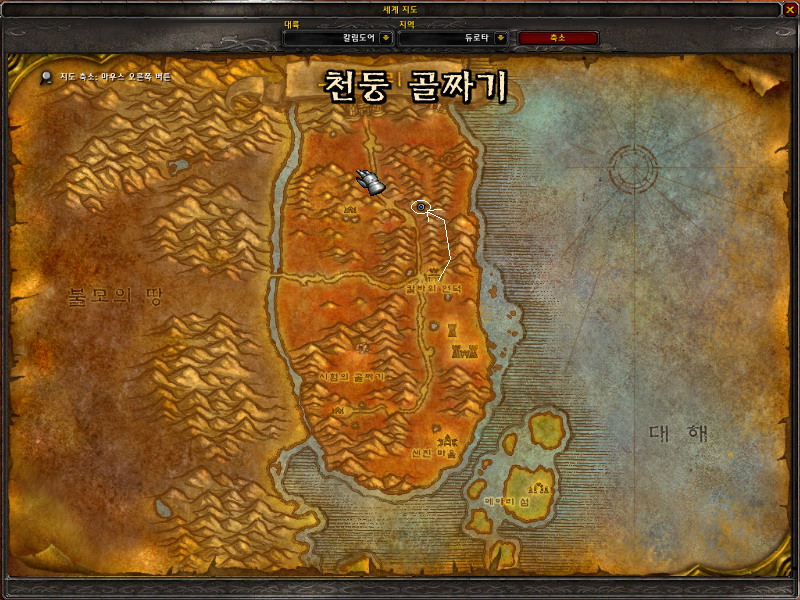 세계 지도
대륙 지역
칼림도어 듀로타 축소
지도 축소: 마우스 오른쪽 버튼
천둥 골짜기
불모의 땅
칼바위 언덕
시험의 골짜기
대 해
센진 마을
메아리 섬